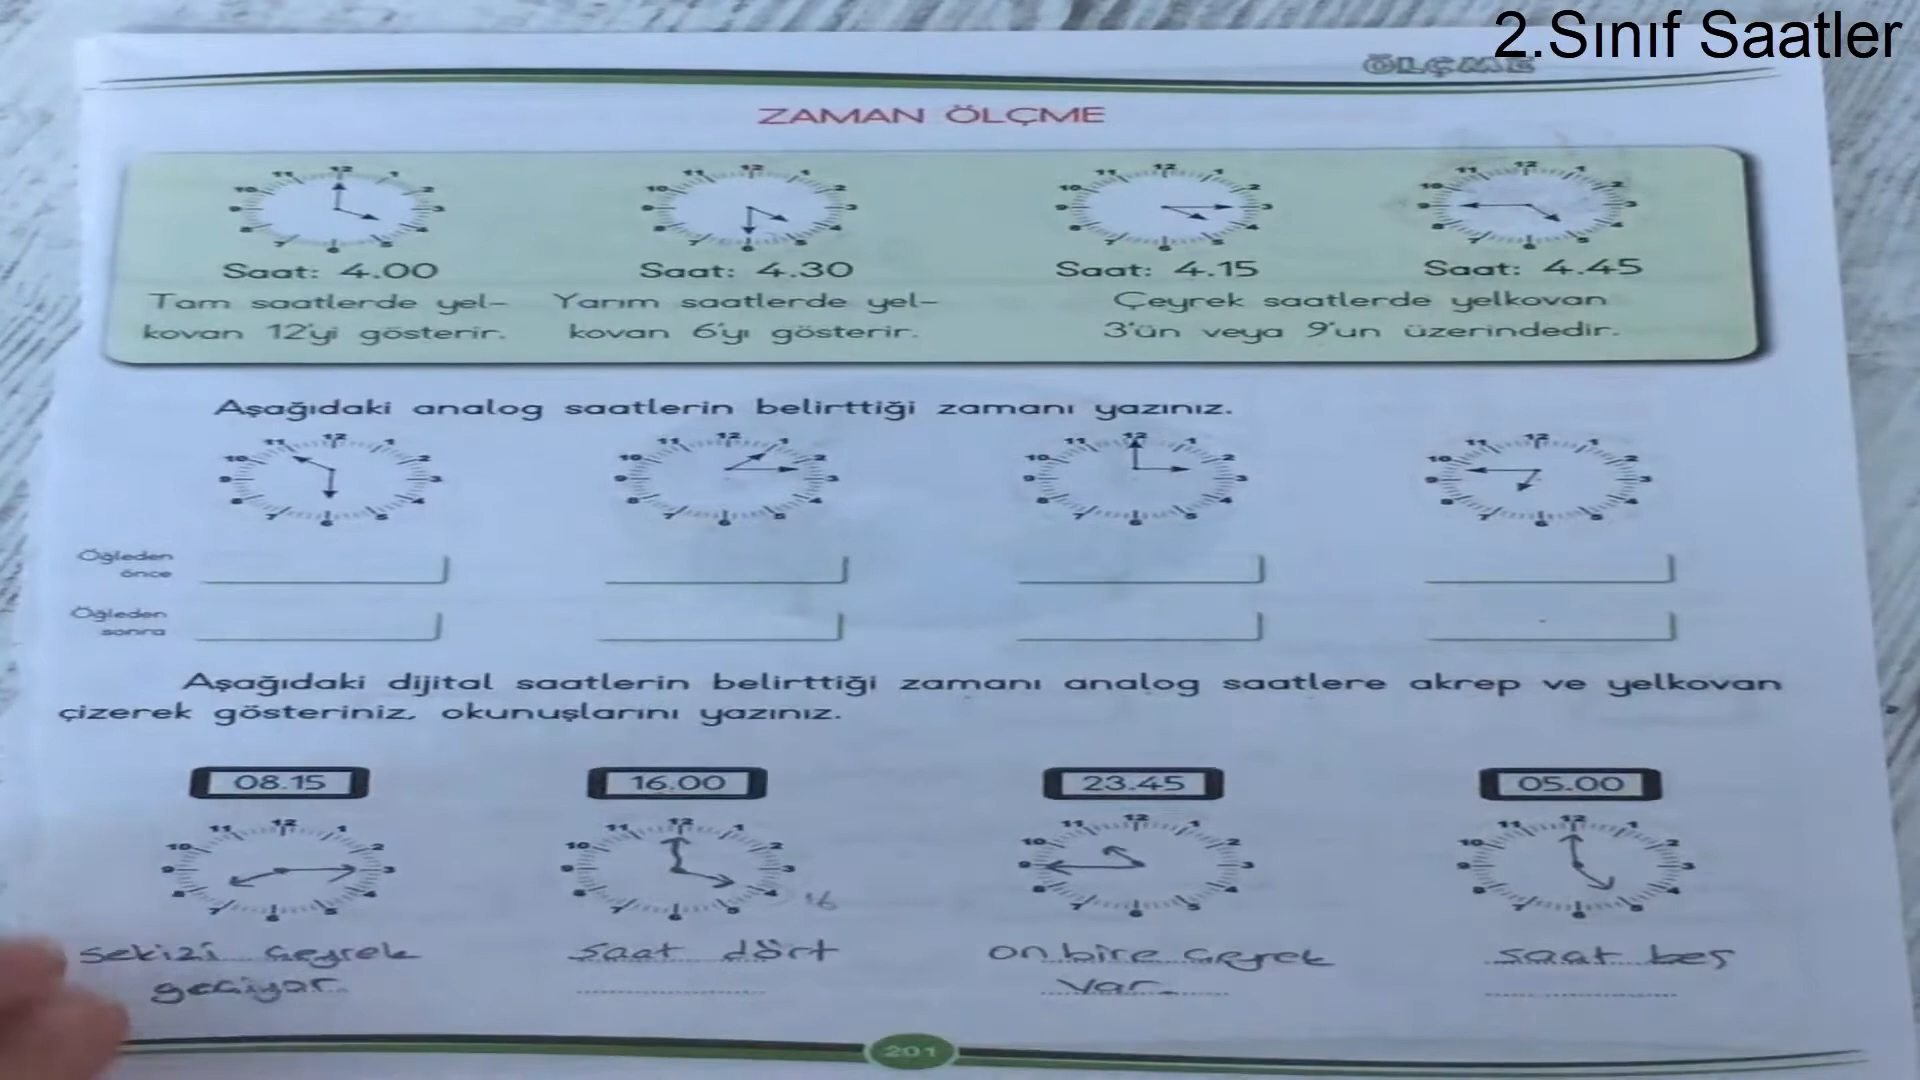 2.Sınıf Saatler
ÖLÇME
ZAMAN ÖLÇME
Saat: 4.00
Tam saatlerde yel-
kovan 12'yi gösterir.
Saat: 4.30
Yarım saatlerde yel-
kovan 6'yı gösterir.
Saat: 4.15
Saat: 4.45
Çeyrek saatlerde yelkovan
3'ün veya 9'un üzerindedir.
Aşağıdaki analog saatlerin belirttiği zamanı yazınız.
Öğleden
önce
Öğleden
sonra
Aşağıdaki dijital saatlerin belirttiği zamanı analog saatlere akrep ve yelkovan
çizerek gösteriniz, okunuşlarını yazınız.
08.15
16.00
23.45
05.00
16
sekizi çeyrek
geçiyor
saat dört
on bire çeyrek
var
saat beş
201